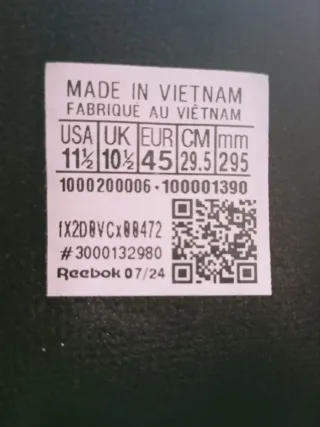 MADE IN VIETNAM
FABRIQUÉ AU VIÊTNAM
USA UK EUR CM mm
11½ 10½ 45 29.5 295
1000200006 • 100001390
fX2D0VCx00472
#3000132980
Reebok 07/24